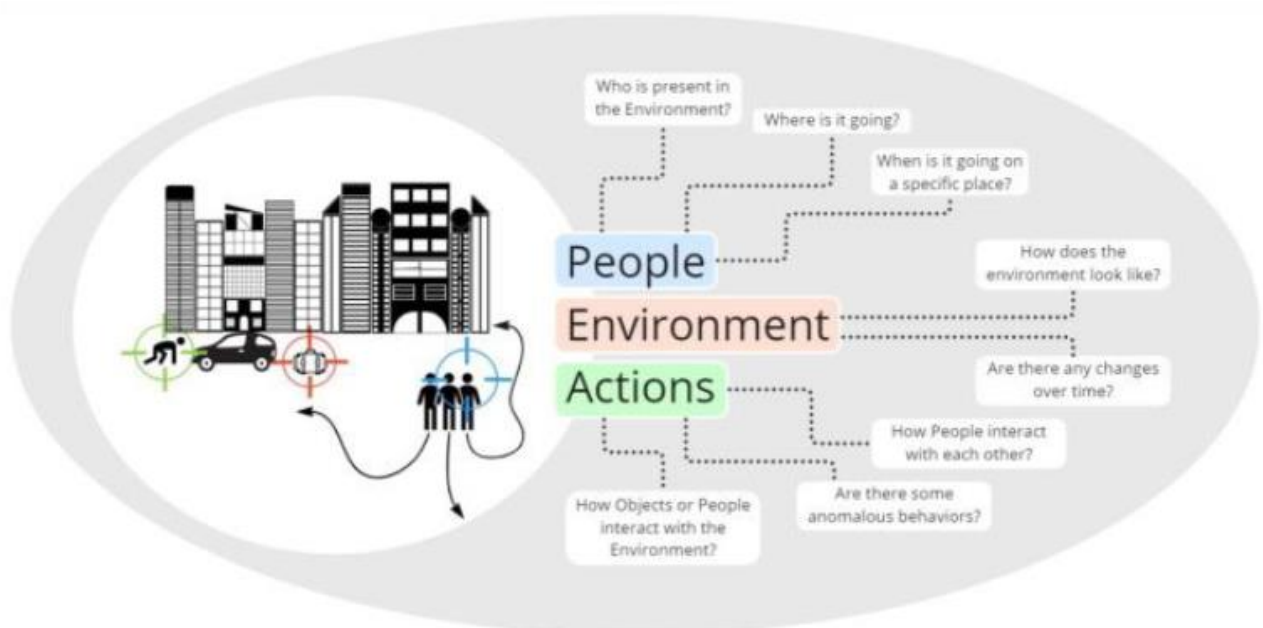 Who is present in
the Environment?
Where is it going?
When is it going on
a specific place?
People
How does the
environment look like?
Environment
Are there any changes
over time?
Actions
How People interact
with each other?
Are there some
anomalous behaviors?
How Objects or People
interact with the
Environment?